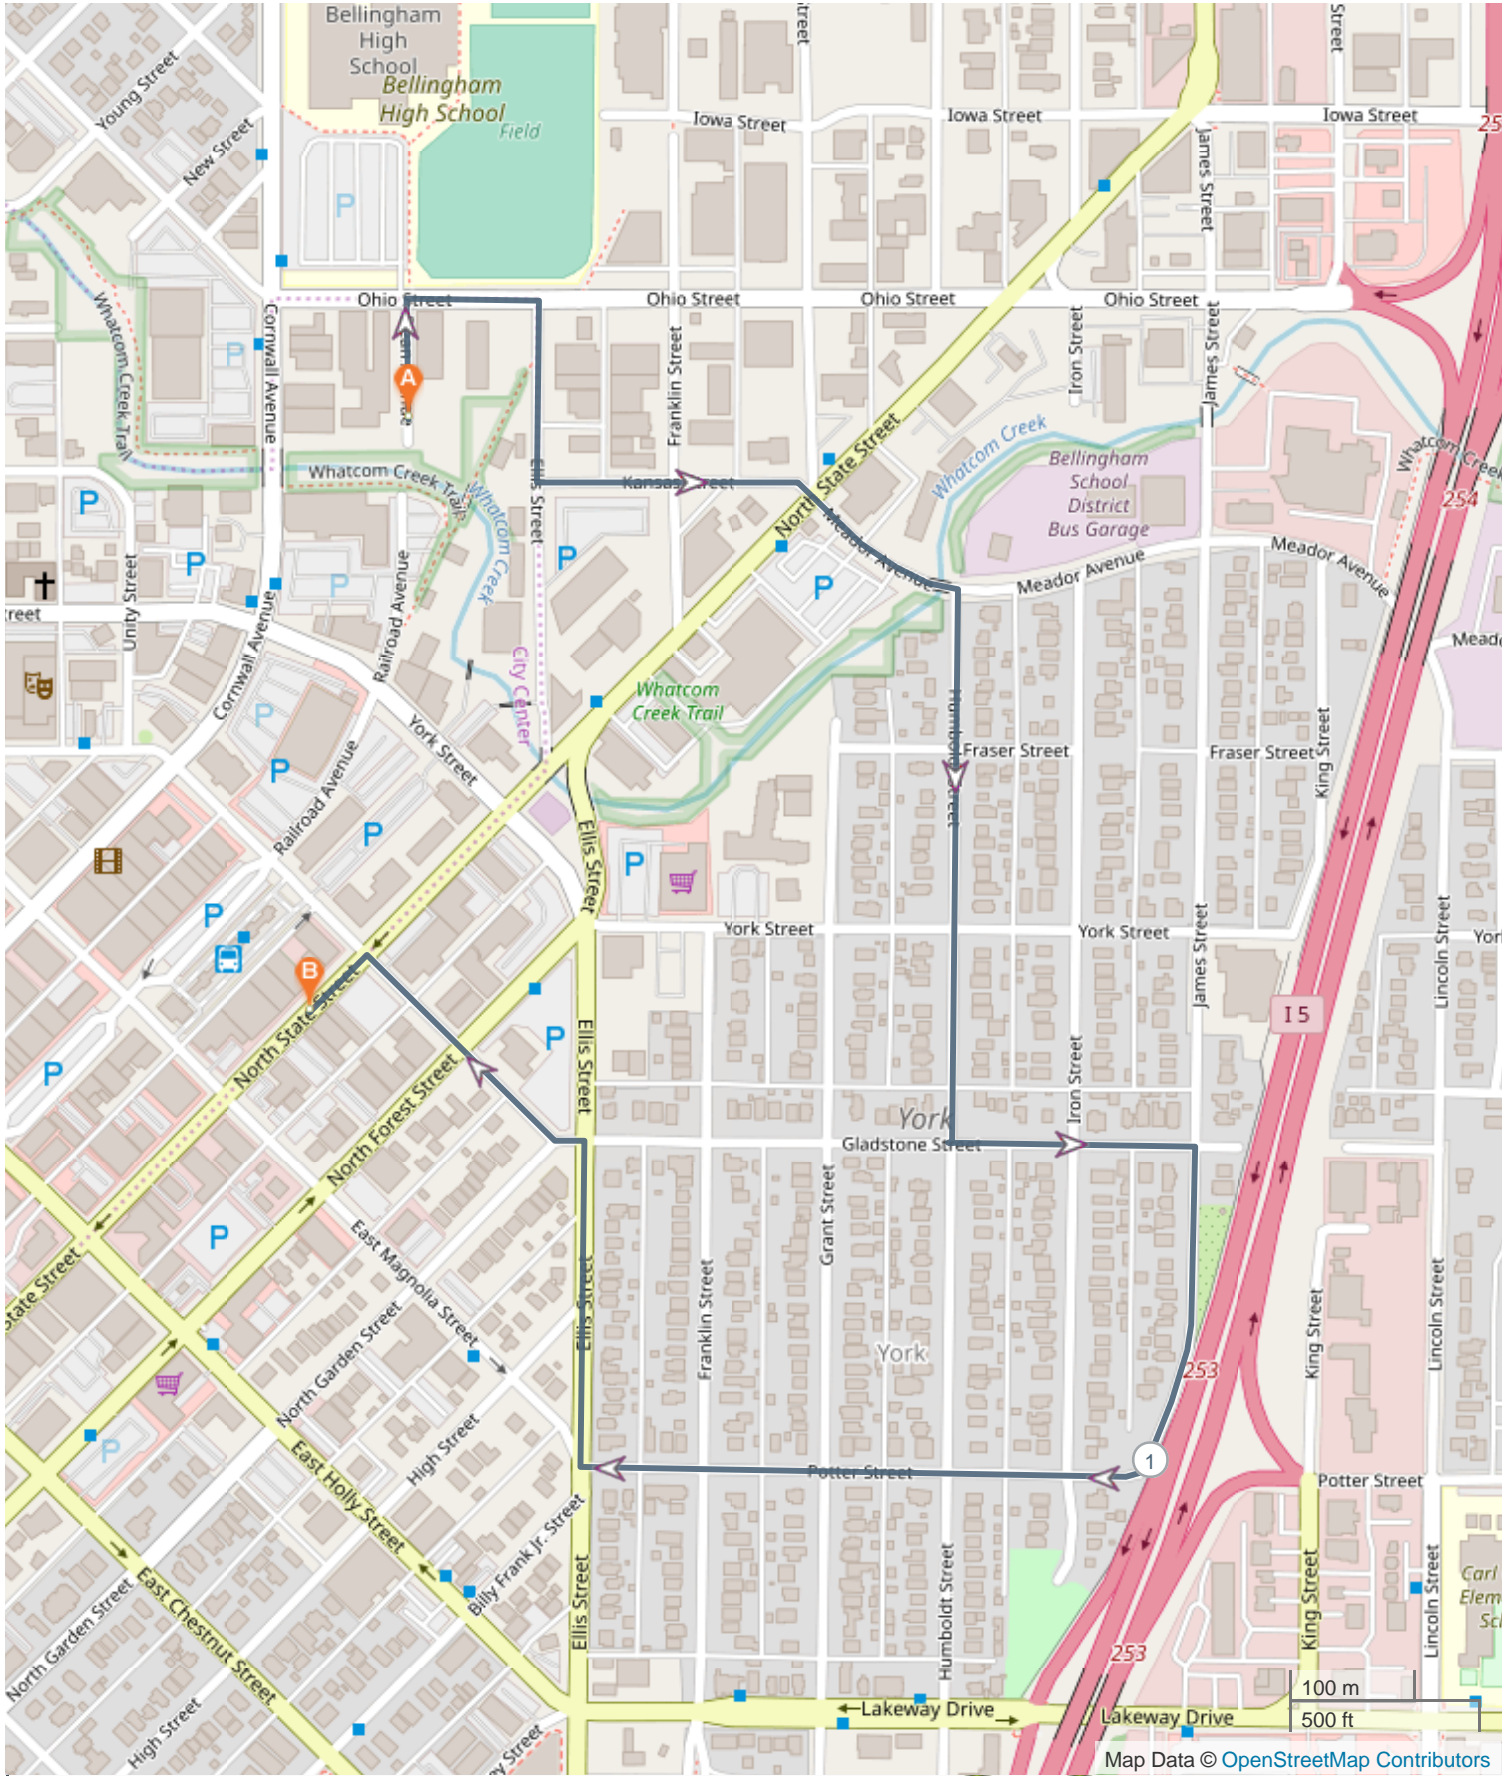 Bellingham
High
School
Bellingham
High School
Field
Young Street
New Street
Iowa Street
Iowa Street
Iowa Street
James Street
Street
P
Ohio Street
Ohio Street
Ohio Street
Ohio Street
Cornwall Avenue
Whatcom Creek Trail
P
A
Franklin Street
Iron Street
James Street
Whatcom Creek
Whatcom Creek Trail
Whatcom Creek
Ellis Street
Kansas Street
North State Street
Meador Avenue
Bellingham
School
District
Bus Garage
Meador Avenue
Meador Avenue
Whatcom Creek
254
P
P
P
P
P
Unity Street
Railroad Avenue
Cornwall Avenue
City Center
Whatcom
Creek Trail
York Street
Humboldt Street
Fraser Street
Fraser Street
King Street
P
P
P
Railroad Avenue
P
Ellis Street
P
York Street
York Street
James Street
Lincoln Street
P
B
I 5
P
P
North State Street
North Forest Street
Ellis Street
Iron Street
York
Gladstone Street
Grant Street
P
East Magnolia Street
State Street
Ellis Street
Franklin Street
York
253
King Street
Lincoln Street
North Garden Street
High Street
P
East Holly Street
1
Potter Street
Potter Street
Billy Frank Jr. Street
Ellis Street
Humboldt Street
King Street
Lincoln Street
Carl
North Garden Street
East Chestnut Street
High Street
253
Lakeway Drive
Lakeway Drive
100 m
500 ft
Map Data © OpenStreetMap Contributors